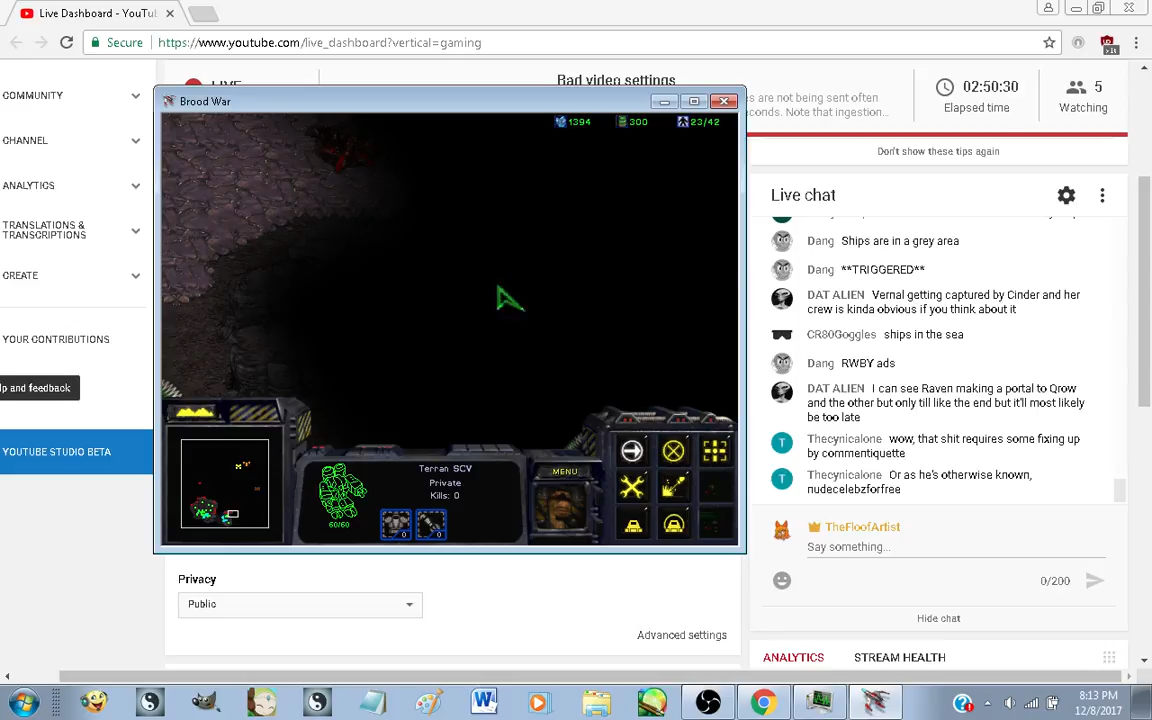 Live Dashboard - YouTu
Secure
https://www.youtube.com/live_dashboard?vertical=gaming
COMMUNITY
CHANNEL
ANALYTICS
TRANSLATIONS &
TRANSCRIPTIONS
CREATE
YOUR CONTRIBUTIONS
lp and feedback
YOUTUBE STUDIO BETA
LIVE
Bad video settings
es are not being sent often
conds. Note that ingestion...
02:50:30
Elapsed time
5
Watching
Don't show these tips again
Brood War
1394
300
23/42
Terran SCV
Private
Kills: 0
60/60
0
0
MENU
Live chat
Dang Ships are in a grey area
Dang **TRIGGERED**
DAT ALIEN Vernal getting captured by Cinder and her
crew is kinda obvious if you think about it
CR80Goggles ships in the sea
Dang RWBY ads
DAT ALIEN I can see Raven making a portal to Qrow
and the other but only till like the end but it'll most likely
be too late
T Thecynicalone wow, that shit requires some fixing up
by commentiquette
T Thecynicalone Or as he's otherwise known,
nudecelebzforfree
TheFloofArtist
Say something...
0/200
Hide chat
ANALYTICS
STREAM HEALTH
Privacy
Public
Advanced settings
8:13 PM
12/8/2017